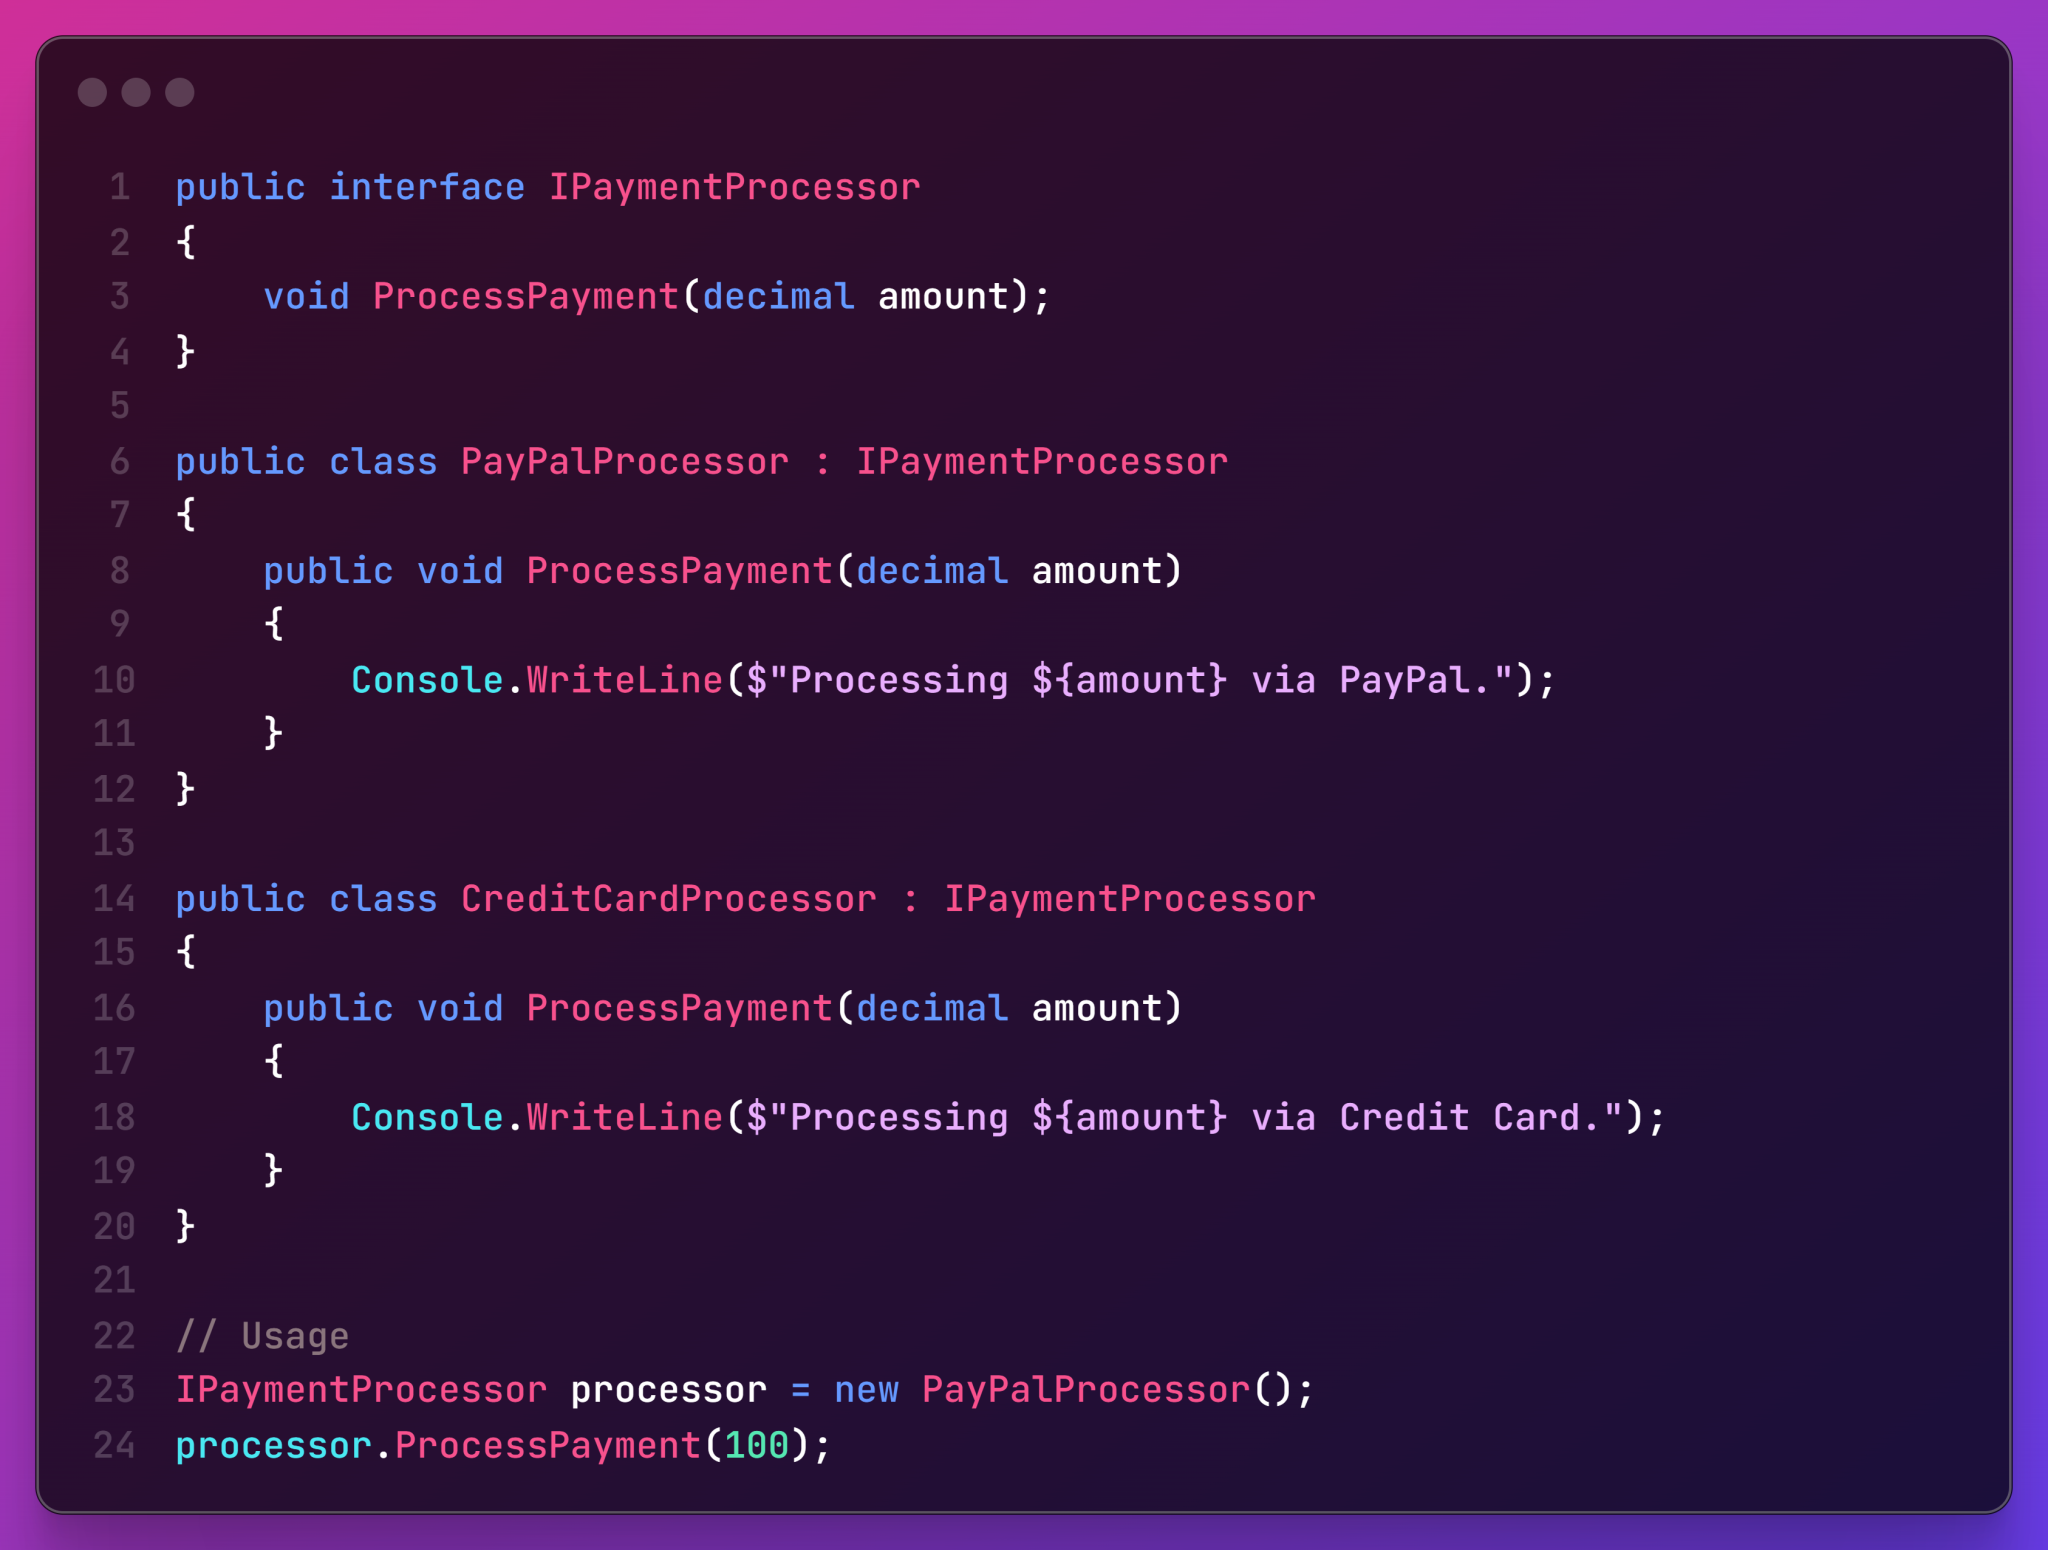 1 public interface IPaymentProcessor
2 {
3     void ProcessPayment(decimal amount);
4 }
5
6 public class PayPalProcessor : IPaymentProcessor
7 {
8     public void ProcessPayment(decimal amount)
9     {
10         Console.WriteLine($"Processing ${amount} via PayPal.");
11     }
12 }
13
14 public class CreditCardProcessor : IPaymentProcessor
15 {
16     public void ProcessPayment(decimal amount)
17     {
18         Console.WriteLine($"Processing ${amount} via Credit Card.");
19     }
20 }
21
22 // Usage
23 IPaymentProcessor processor = new PayPalProcessor();
24 processor.ProcessPayment(100);